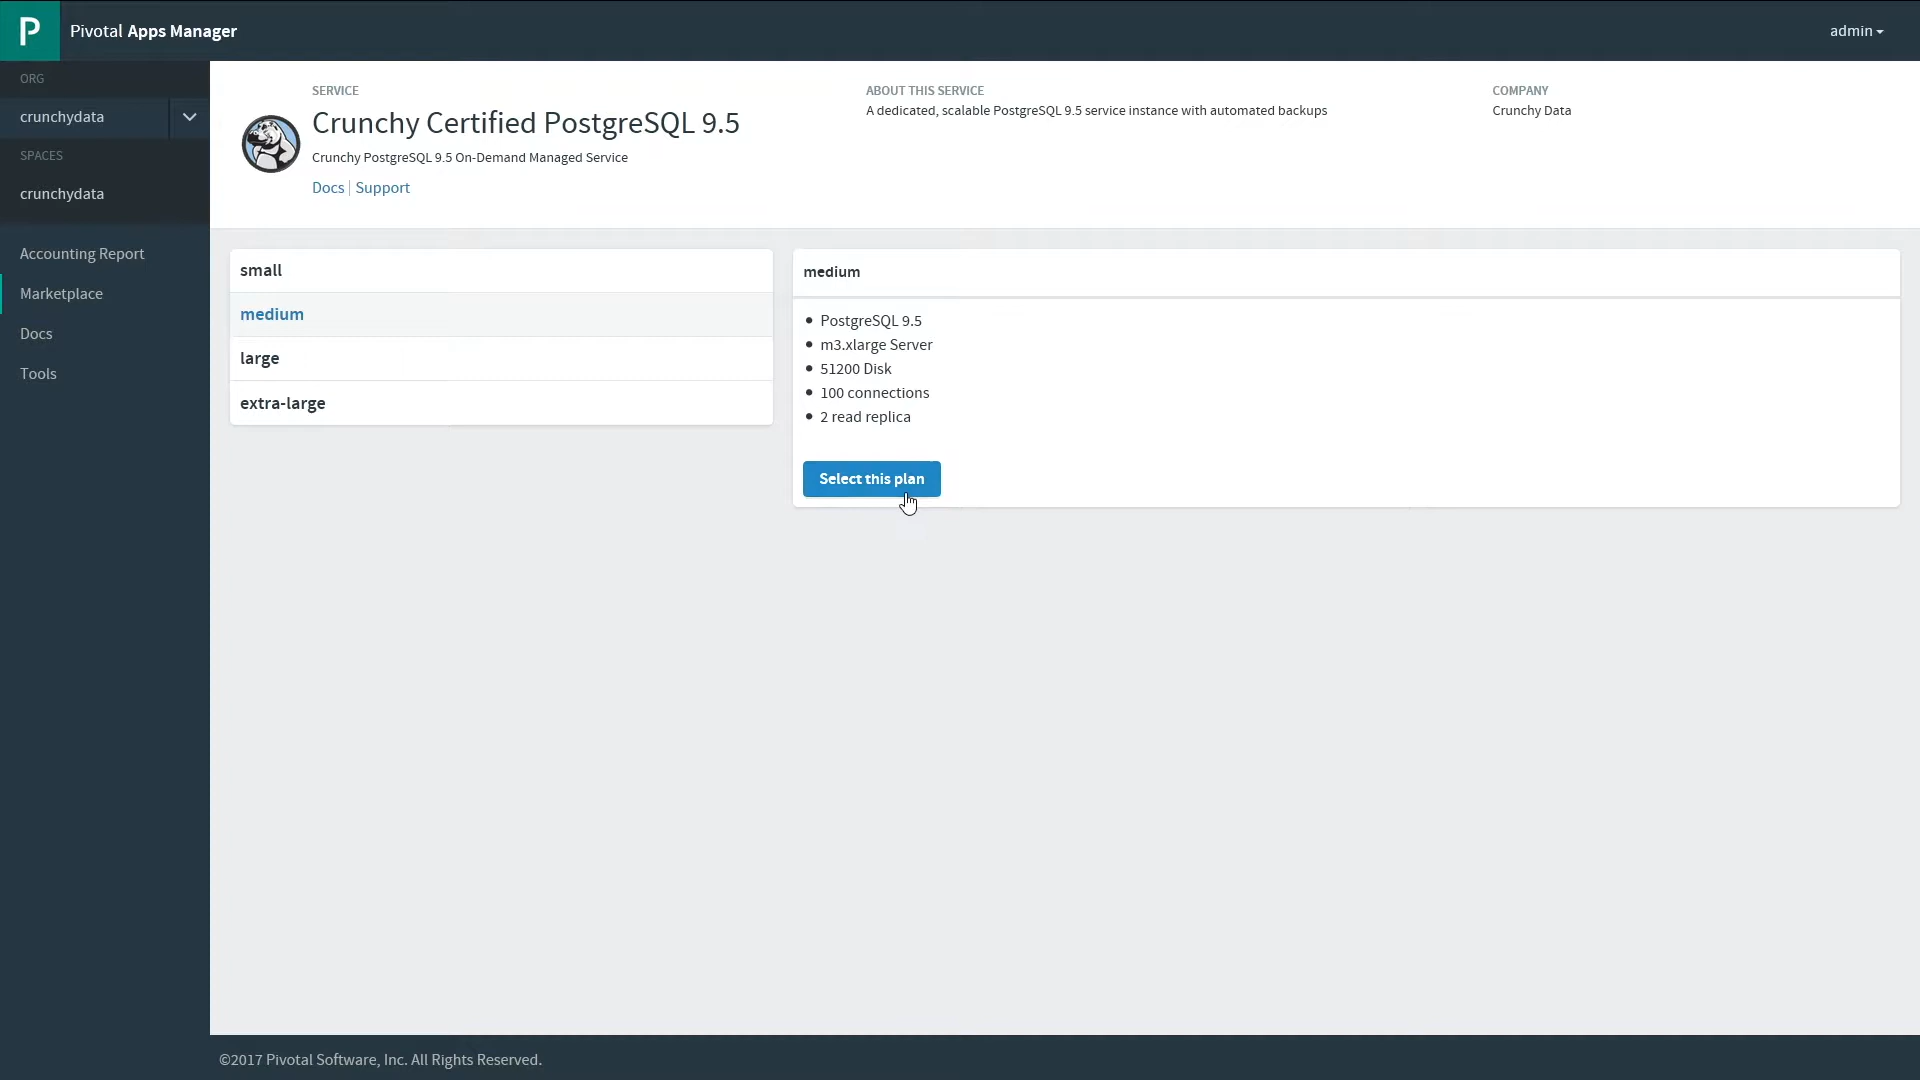 P
Pivotal Apps Manager
admin
ORG
crunchydata
SPACES
crunchydata
Accounting Report
Marketplace
Docs
Tools
SERVICE
Crunchy Certified PostgreSQL 9.5
Crunchy PostgreSQL 9.5 On-Demand Managed Service
Docs | Support
ABOUT THIS SERVICE
A dedicated, scalable PostgreSQL 9.5 service instance with automated backups
COMPANY
Crunchy Data
small
medium
large
extra-large
medium
PostgreSQL 9.5
m3.xlarge Server
51200 Disk
100 connections
2 read replica
Select this plan
©2017 Pivotal Software, Inc. All Rights Reserved.